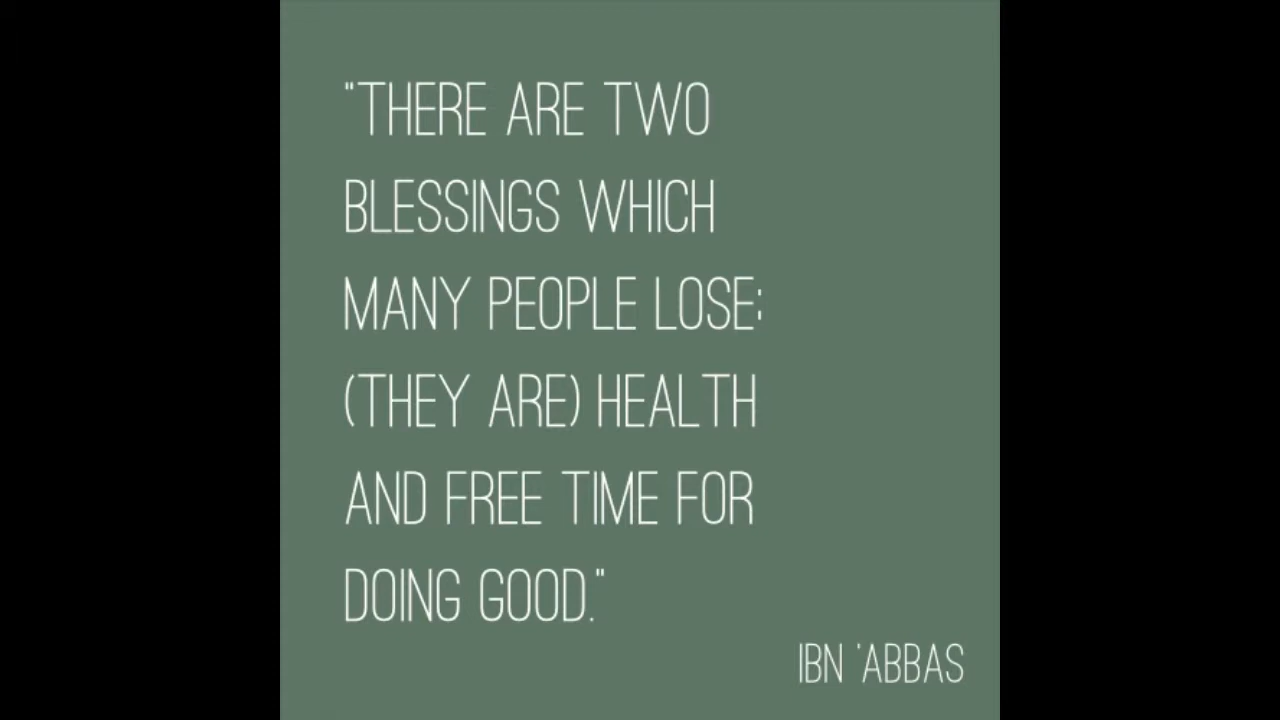 "THERE ARE TWO
BLESSINGS WHICH
MANY PEOPLE LOSE:
(THEY ARE) HEALTH
AND FREE TIME FOR
DOING GOOD."
IBN 'ABBAS